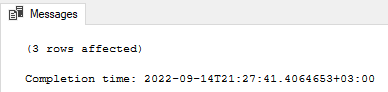 Messages
(3 rows affected)
Completion time: 2022-09-14T21:27:41.4064653+03:00